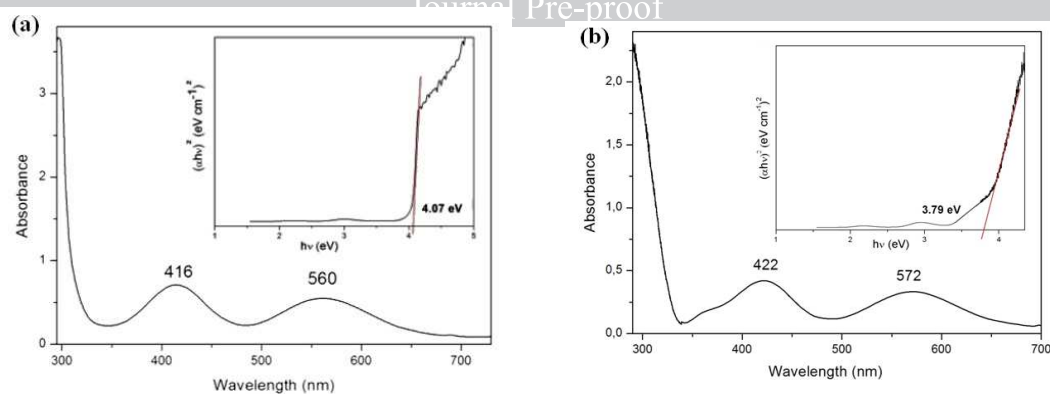 Journal Pre-proof
(a)
Absorbance
3
2
1
0
300
400
500
600
700
Wavelength (nm)
416
560
(αhν)² (eV cm⁻¹)²
1
2
3
4
5
hν (eV)
4.07 eV
(b)
Absorbance
2,0
1,5
1,0
0,5
0,0
300
400
500
600
700
Wavelength (nm)
422
572
(αhν)² (eV cm⁻¹)²
1
2
3
4
hν (eV)
3.79 eV